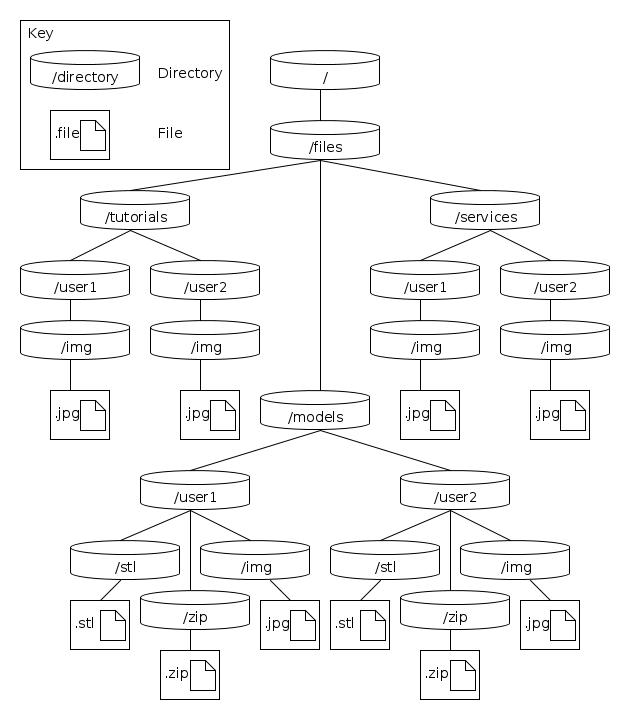 Key
/directory
Directory
.file
File
/
/files
/tutorials
/services
/user1
/user2
/user1
/user2
/img
/img
/img
/img
.jpg
.jpg
/models
.jpg
.jpg
/user1
/user2
/stl
/img
/stl
/img
.stl
/zip
.jpg
.stl
/zip
.jpg
.zip
.zip